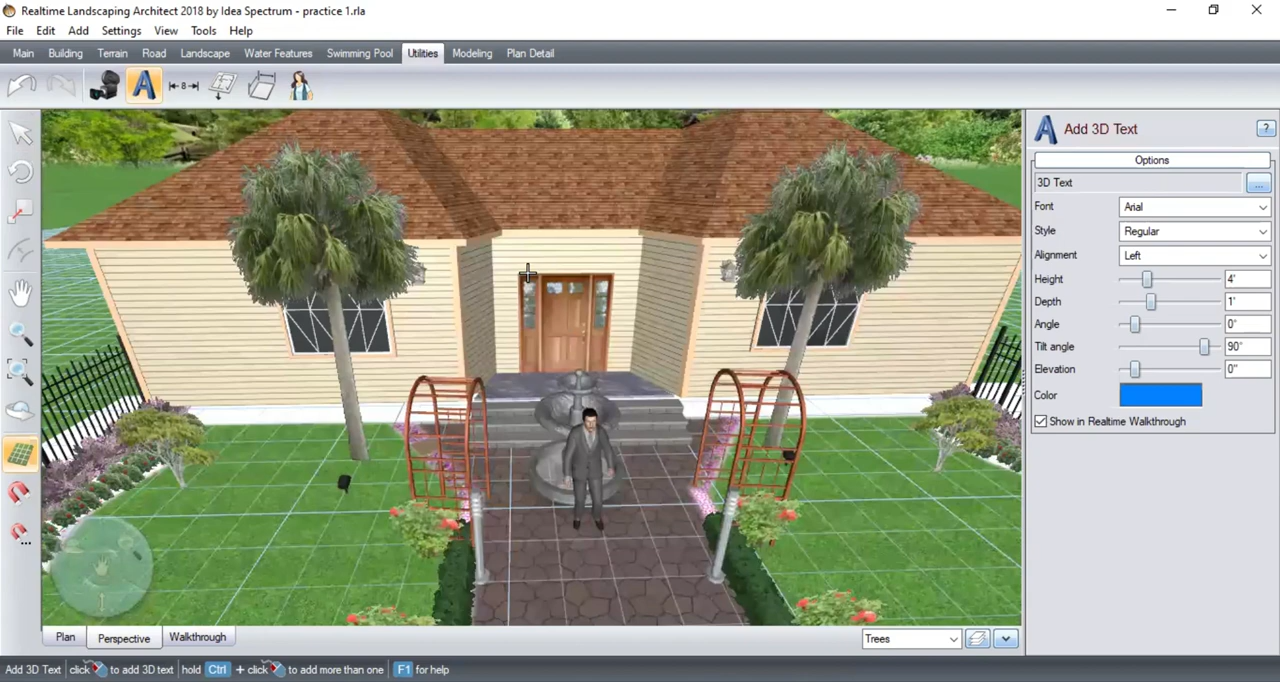 Realtime Landscaping Architect 2018 by Idea Spectrum - practice 1.rla
File Edit Add Settings View Tools Help
Main Building Terrain Road Landscape Water Features Swimming Pool Utilities Modeling Plan Detail
8
Add 3D Text
?
Options
3D Text ...
Font Arial
Style Regular
Alignment Left
Height 4'
Depth 1'
Angle 0°
Tilt angle 90°
Elevation 0"
Color
Show in Realtime Walkthrough
Plan Perspective Walkthrough Trees
Add 3D Text click to add 3D text hold Ctrl + click to add more than one F1 for help